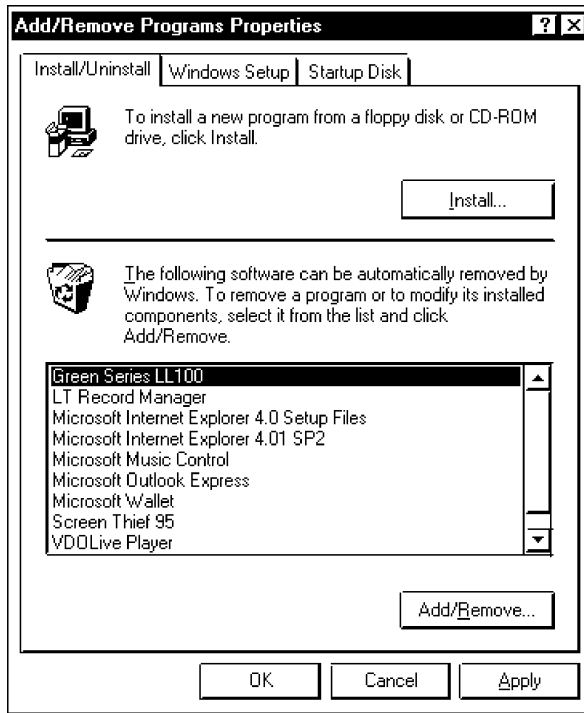 Add/Remove Programs Properties
Install/Uninstall
Windows Setup
Startup Disk
To install a new program from a floppy disk or CD-ROM
drive, click Install.
Install...
The following software can be automatically removed by
Windows. To remove a program or to modify its installed
components, select it from the list and click
Add/Remove.
Green Series LL100
LT Record Manager
Microsoft Internet Explorer 4.0 Setup Files
Microsoft Internet Explorer 4.01 SP2
Microsoft Music Control
Microsoft Outlook Express
Microsoft Wallet
Screen Thief 95
VDOLive Player
Add/Remove...
OK
Cancel
Apply